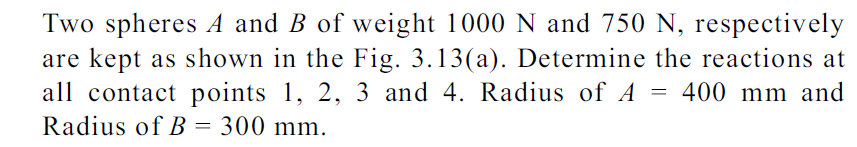 Two spheres A and B of weight 1000 N and 750 N, respectively
are kept as shown in the Fig. 3.13(a). Determine the reactions at
all contact points 1, 2, 3 and 4. Radius of A = 400 mm and
Radius of B = 300 mm.